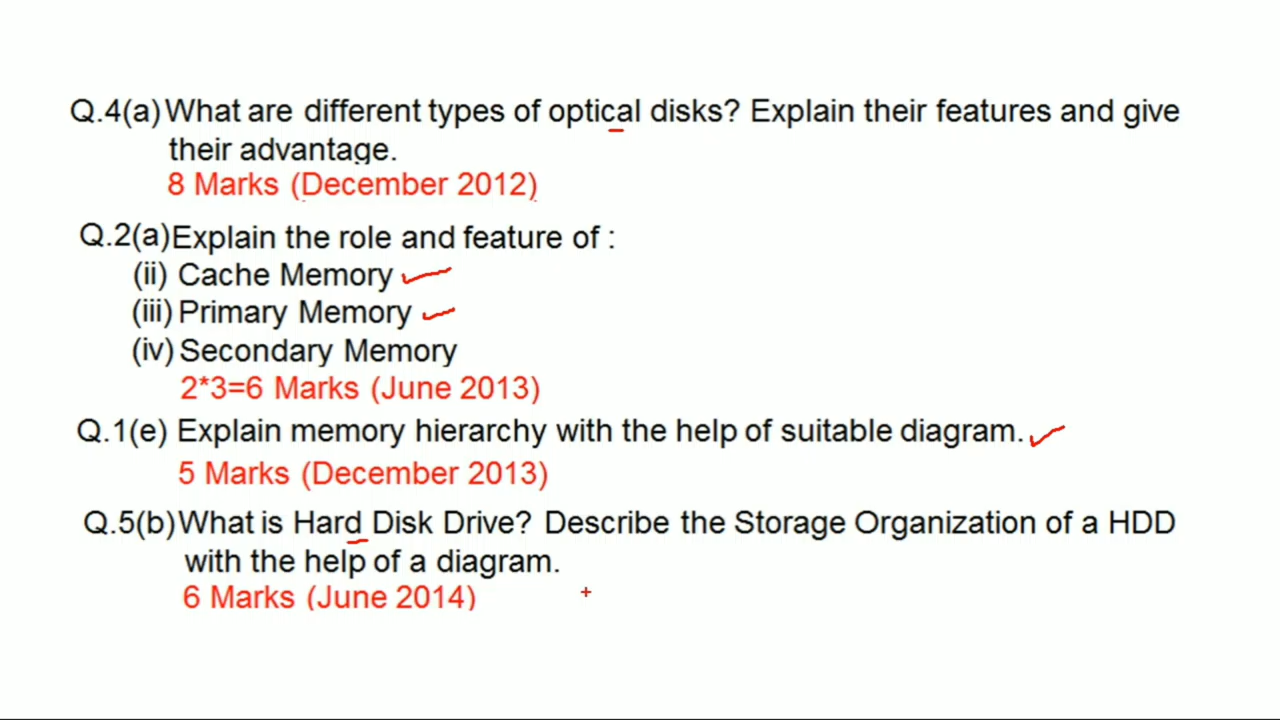 Q.4(a) What are different types of optical disks? Explain their features and give
their advantage.
8 Marks (December 2012)
Q.2(a) Explain the role and feature of :
(ii) Cache Memory
(iii) Primary Memory
(iv) Secondary Memory
2*3=6 Marks (June 2013)
Q.1(e) Explain memory hierarchy with the help of suitable diagram.
5 Marks (December 2013)
Q.5(b) What is Hard Disk Drive? Describe the Storage Organization of a HDD
with the help of a diagram.
6 Marks (June 2014)